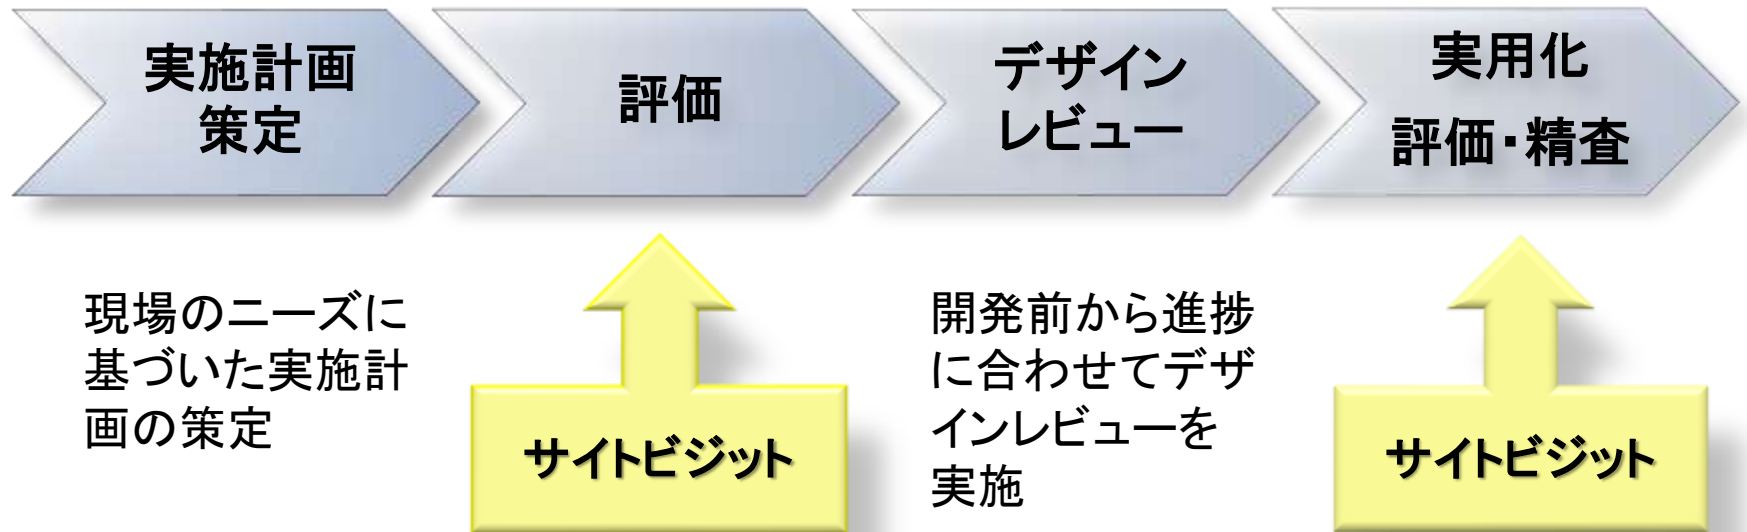 実施計画
策定
評価
デザイン
レビュー
実用化
評価・精査
現場のニーズに
基づいた実施計
画の策定
サイトビジット
開発前から進捗
に合わせてデザ
インレビューを
実施
サイトビジット